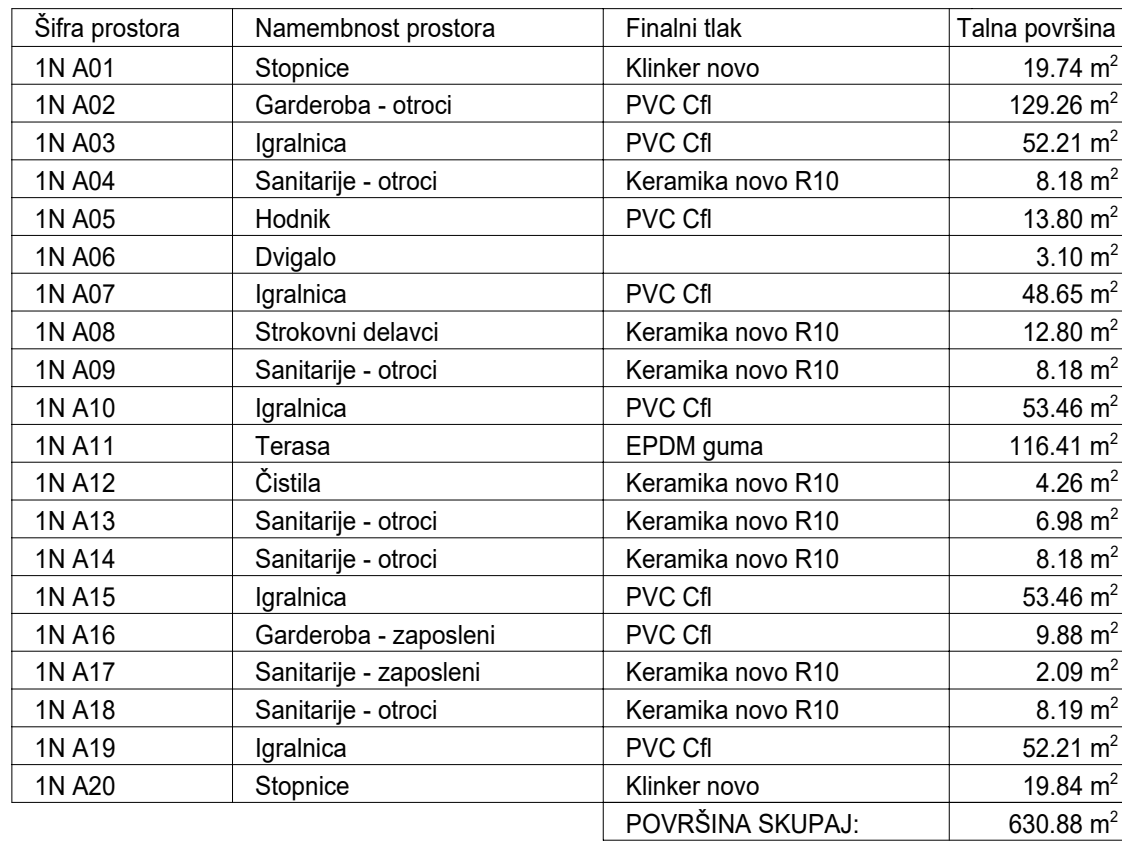 Šifra prostora Namembnost prostora Finalni tlak Talna površina
1N A01 Stopnice Klinker novo 19.74 m²
1N A02 Garderoba - otroci PVC Cfl 129.26 m²
1N A03 Igralnica PVC Cfl 52.21 m²
1N A04 Sanitarije - otroci Keramika novo R10 8.18 m²
1N A05 Hodnik PVC Cfl 13.80 m²
1N A06 Dvigalo 3.10 m²
1N A07 Igralnica PVC Cfl 48.65 m²
1N A08 Strokovni delavci Keramika novo R10 12.80 m²
1N A09 Sanitarije - otroci Keramika novo R10 8.18 m²
1N A10 Igralnica PVC Cfl 53.46 m²
1N A11 Terasa EPDM guma 116.41 m²
1N A12 Čistila Keramika novo R10 4.26 m²
1N A13 Sanitarije - otroci Keramika novo R10 6.98 m²
1N A14 Sanitarije - otroci Keramika novo R10 8.18 m²
1N A15 Igralnica PVC Cfl 53.46 m²
1N A16 Garderoba - zaposleni PVC Cfl 9.88 m²
1N A17 Sanitarije - zaposleni Keramika novo R10 2.09 m²
1N A18 Sanitarije - otroci Keramika novo R10 8.19 m²
1N A19 Igralnica PVC Cfl 52.21 m²
1N A20 Stopnice Klinker novo 19.84 m²
POVRŠINA SKUPAJ: 630.88 m²